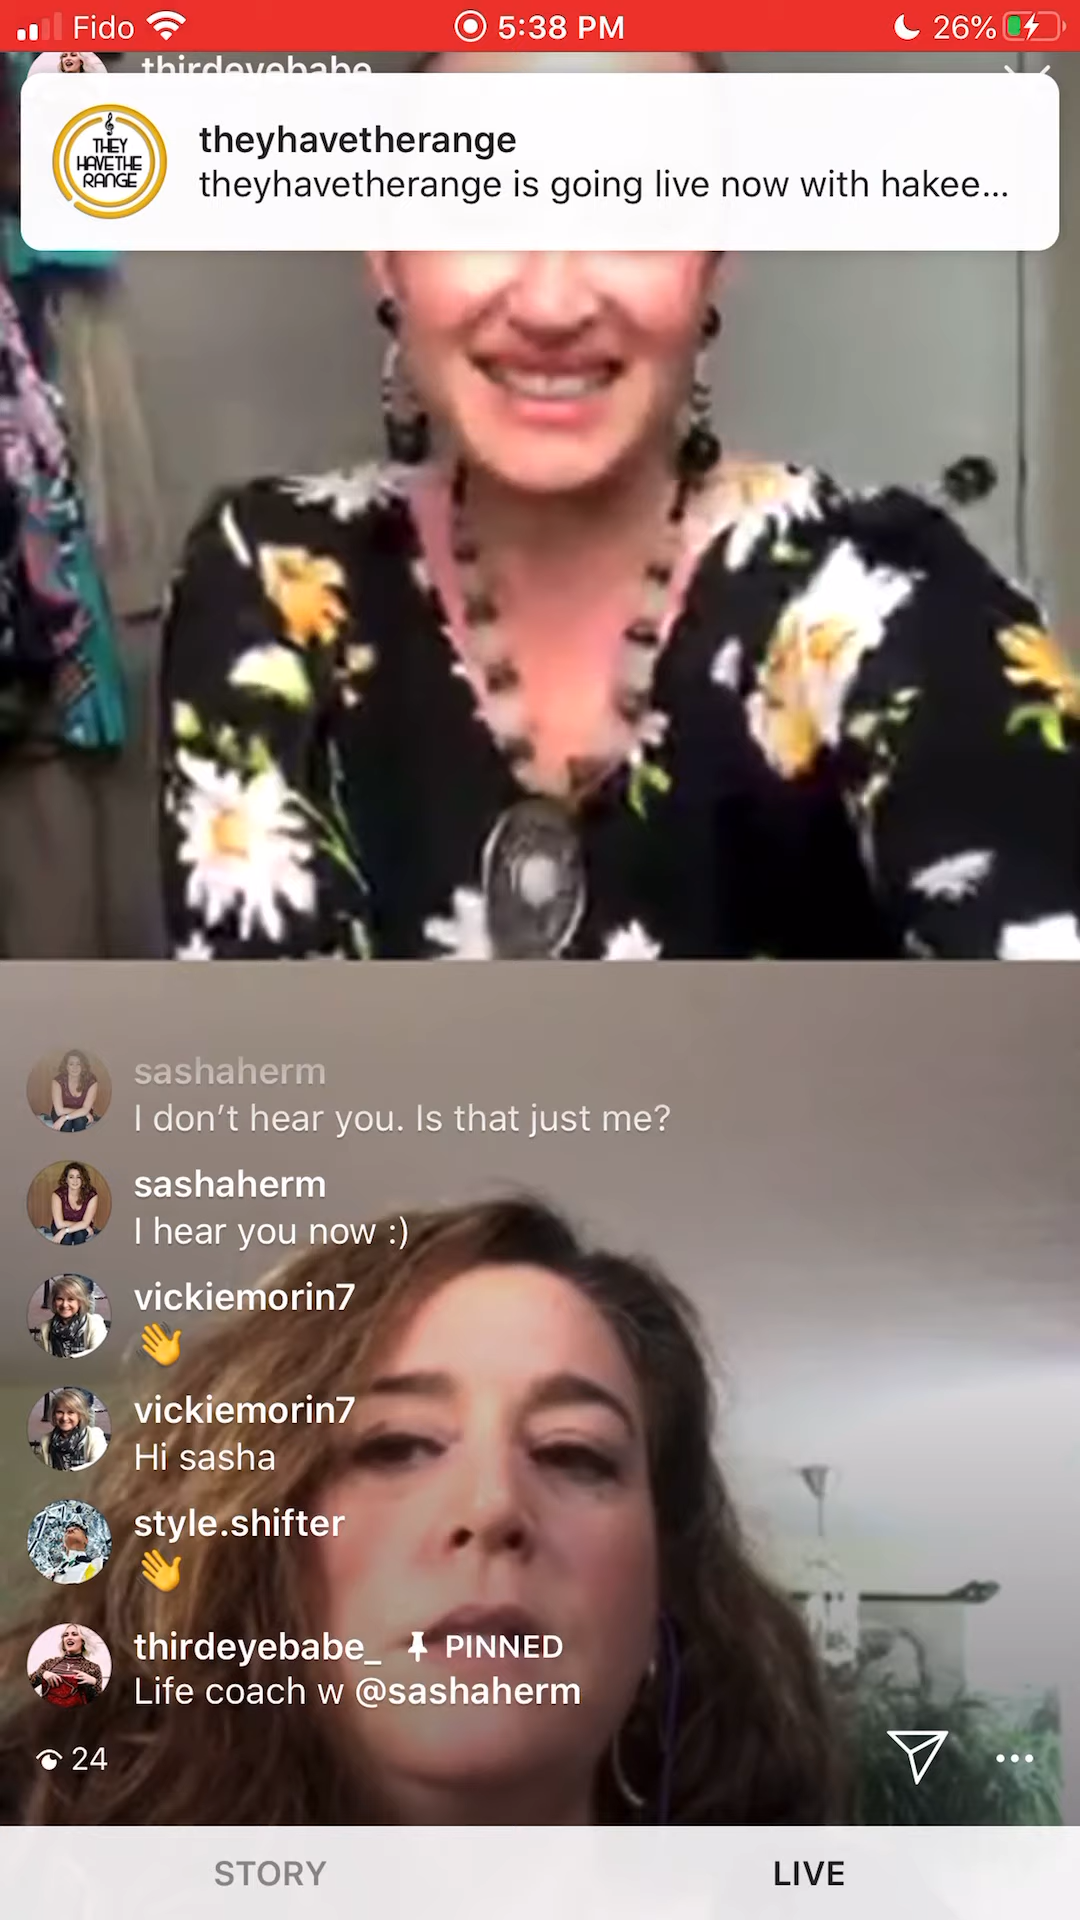 Fido
5:38 PM
26%
thirdeyebabe_
THEY
HAVE THE
RANGE
theyhavetherange
theyhavetherange is going live now with hakee...
sashaherm
I don't hear you. Is that just me?
sashaherm
I hear you now :)
vickiemorin7
👋
vickiemorin7
Hi sasha
style.shifter
👋
thirdeyebabe_ PINNED
Life coach w @sashaherm
24
STORY
LIVE